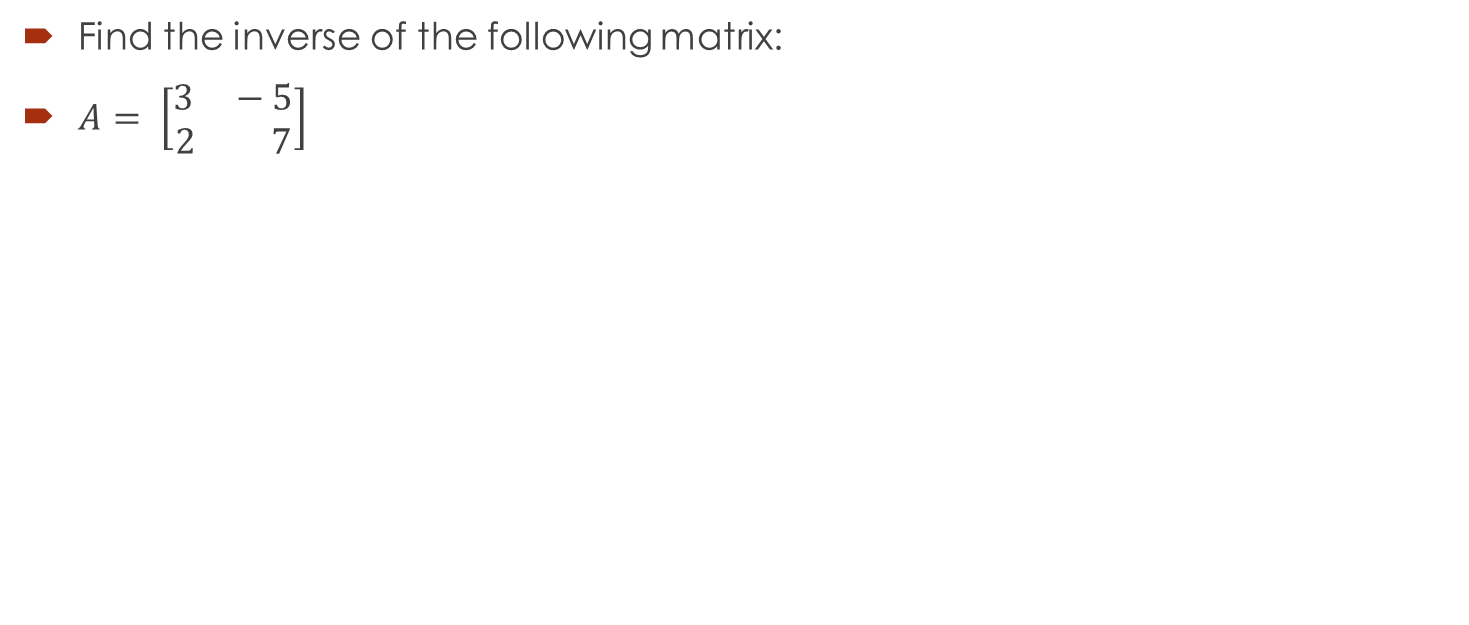 Find the inverse of the following matrix:
A = [3 − 5
2 7]